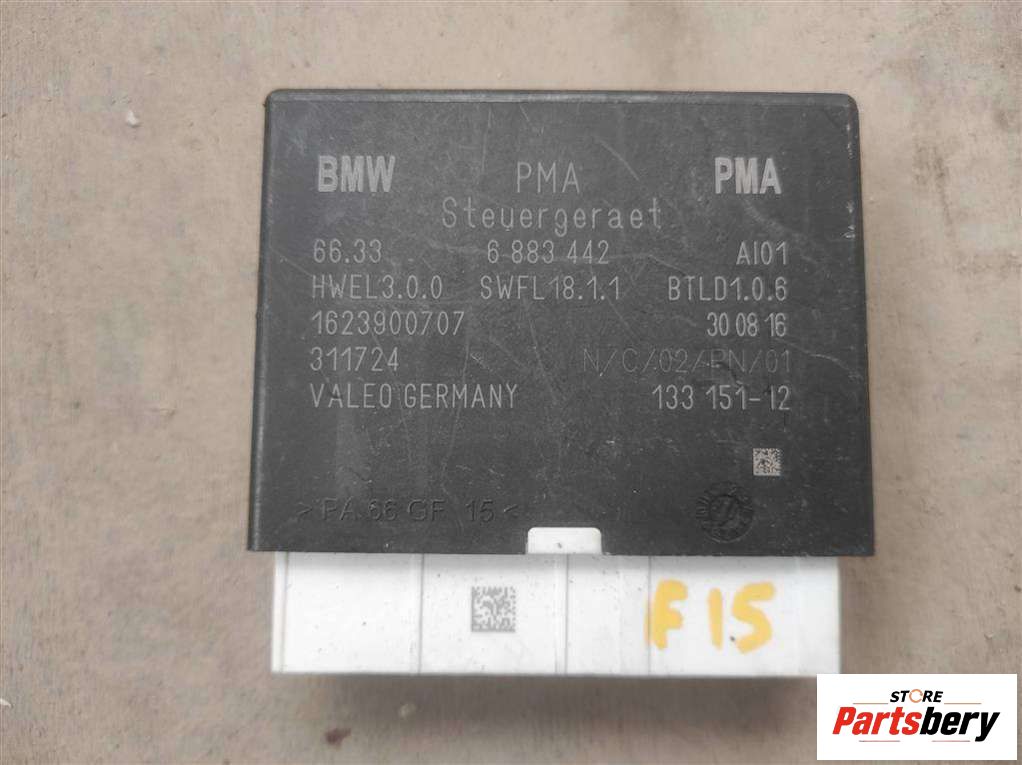 BMW PMA PMA
Steuergeraet
66.33 6 883 442 AI01
HWEL3.0.0 SWFL18.1.1 BTLD1.0.6
1623900707 30 08 16
311724 N/C/02/PN/01
VALEO GERMANY 133 151-12
>PA 66 GF 15<
F15
STORE
Partsbery